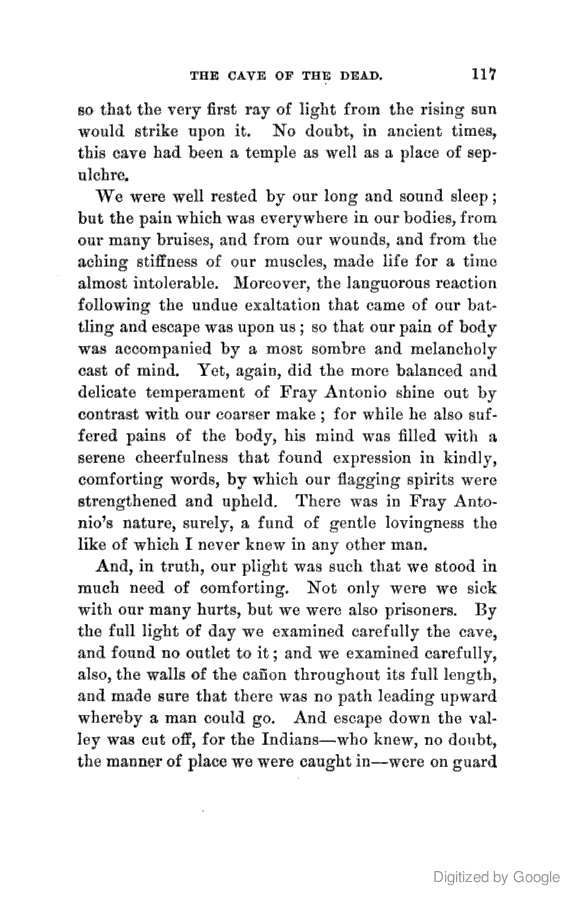 THE CAVE OF THE DEAD. 117
so that the very first ray of light from the rising sun
would strike upon it. No doubt, in ancient times,
this cave had been a temple as well as a place of sep-
ulchre.
We were well rested by our long and sound sleep;
but the pain which was everywhere in our bodies, from
our many bruises, and from our wounds, and from the
aching stiffness of our muscles, made life for a time
almost intolerable. Moreover, the languorous reaction
following the undue exaltation that came of our bat-
tling and escape was upon us; so that our pain of body
was accompanied by a most sombre and melancholy
cast of mind. Yet, again, did the more balanced and
delicate temperament of Fray Antonio shine out by
contrast with our coarser make; for while he also suf-
fered pains of the body, his mind was filled with a
serene cheerfulness that found expression in kindly,
comforting words, by which our flagging spirits were
strengthened and upheld. There was in Fray Anto-
nio's nature, surely, a fund of gentle lovingness the
like of which I never knew in any other man.
And, in truth, our plight was such that we stood in
much need of comforting. Not only were we sick
with our many hurts, but we were also prisoners. By
the full light of day we examined carefully the cave,
and found no outlet to it; and we examined carefully,
also, the walls of the cañon throughout its full length,
and made sure that there was no path leading upward
whereby a man could go. And escape down the val-
ley was cut off, for the Indians—who knew, no doubt,
the manner of place we were caught in—were on guard
Digitized by Google